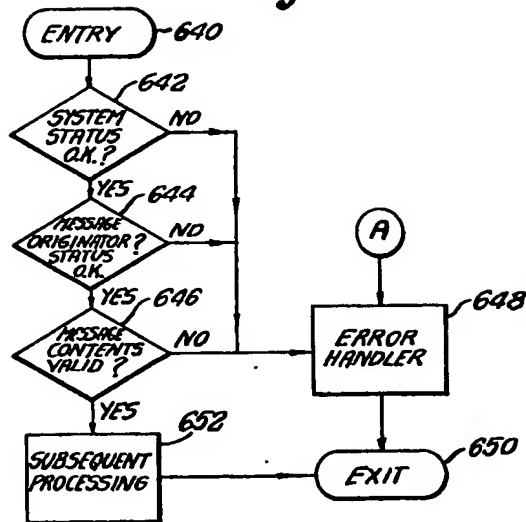 ENTRY
640
642
SYSTEM
STATUS
O.K.?
NO
YES
644
MESSAGE
ORIGINATOR?
STATUS
O.K.
NO
YES
646
MESSAGE
CONTENTS
VALID?
NO
YES
A
648
ERROR
HANDLER
652
SUBSEQUENT
PROCESSING
650
EXIT